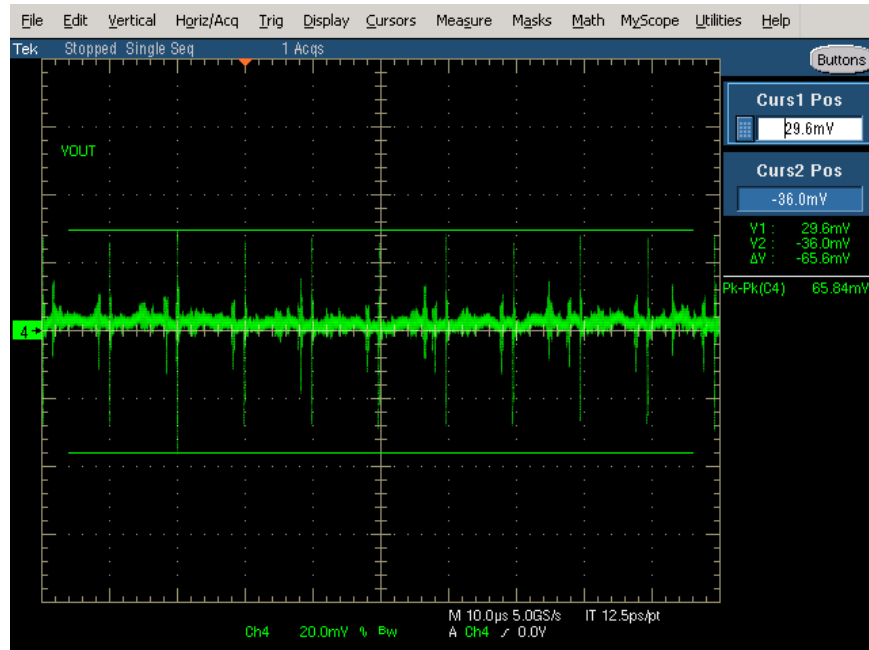 File Edit Vertical Horiz/Acq Trig Display Cursors Measure Masks Math MyScope Utilities Help
Tek Stopped Single Seq 1 Acqs
Buttons
Curs1 Pos
29.6mV
VOUT
Curs2 Pos
-36.0mV
V1 : 29.6mV
V2 : -36.0mV
ΔV : -65.6mV
Pk-Pk(C4) 65.84mV
4
M 10.0µs 5.0GS/s IT 12.5ps/pt
Ch4 20.0mV ∿ Bw
A Ch4 ⁄ 0.0V